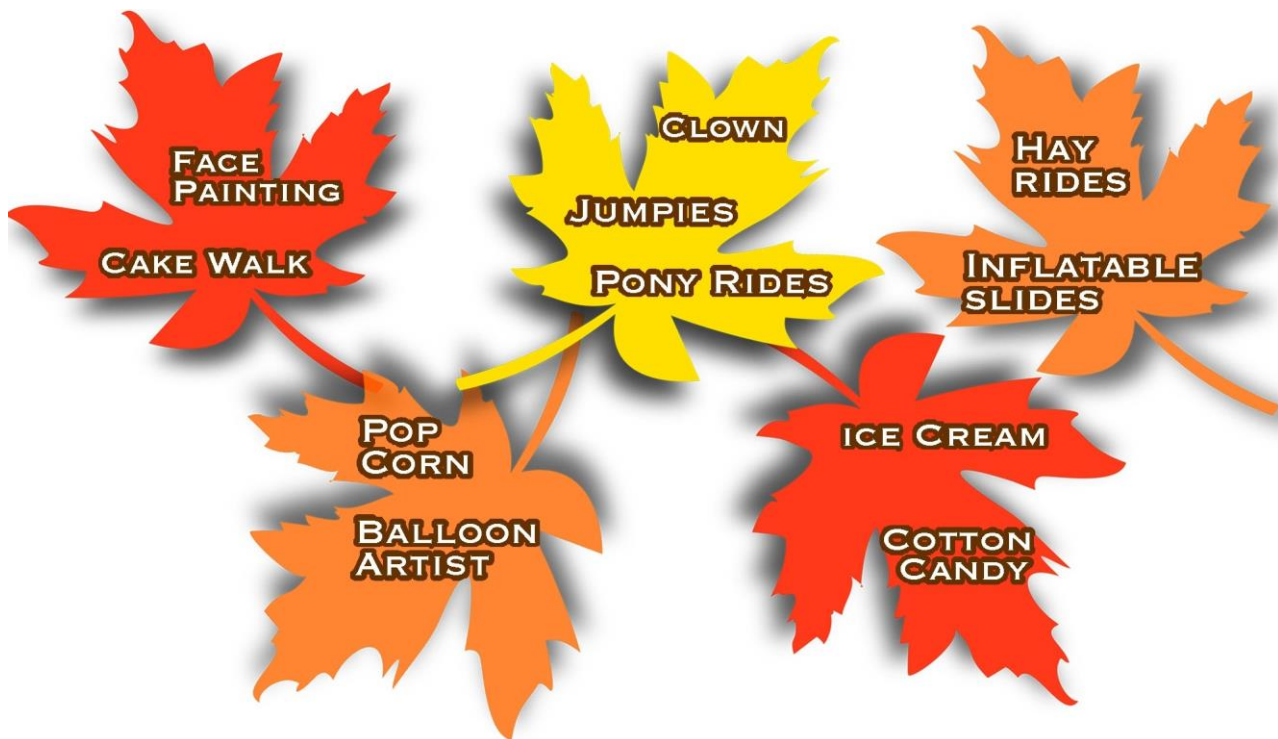 Face
Painting
Cake Walk
Clown
Jumpies
Pony Rides
Hay
rides
Inflatable
slides
Pop
Corn
Balloon
Artist
ice Cream
Cotton
Candy